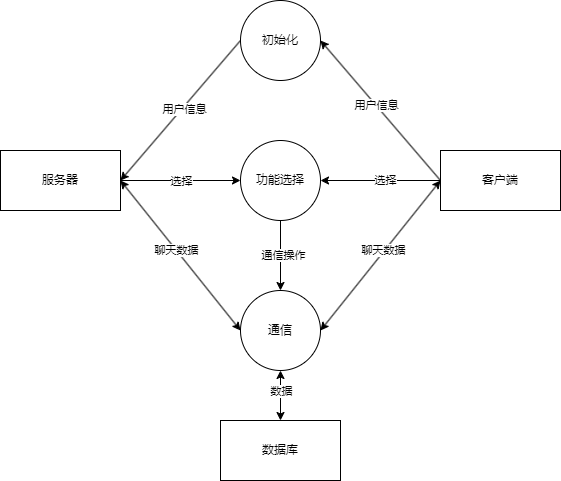 初始化
用户信息
用户信息
服务器
选择
功能选择
选择
客户端
聊天数据
通信操作
聊天数据
通信
数据
数据库